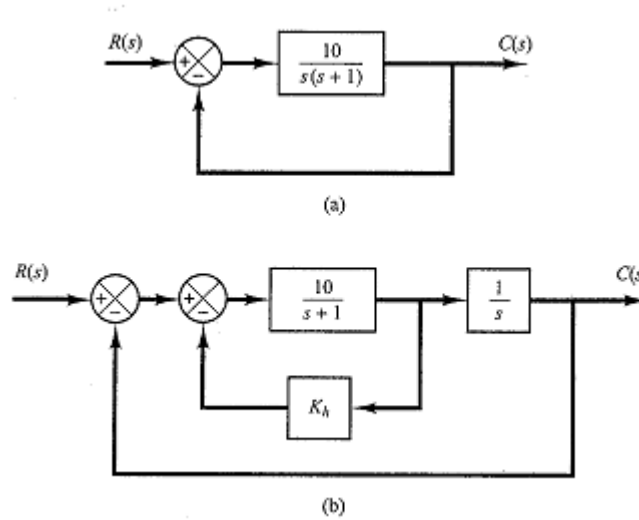 R(s)
C(s)
+
−
10
s(s + 1)
(a)
R(s)
C(s
+
−
+
−
10
s + 1
1
s
K_h
(b)